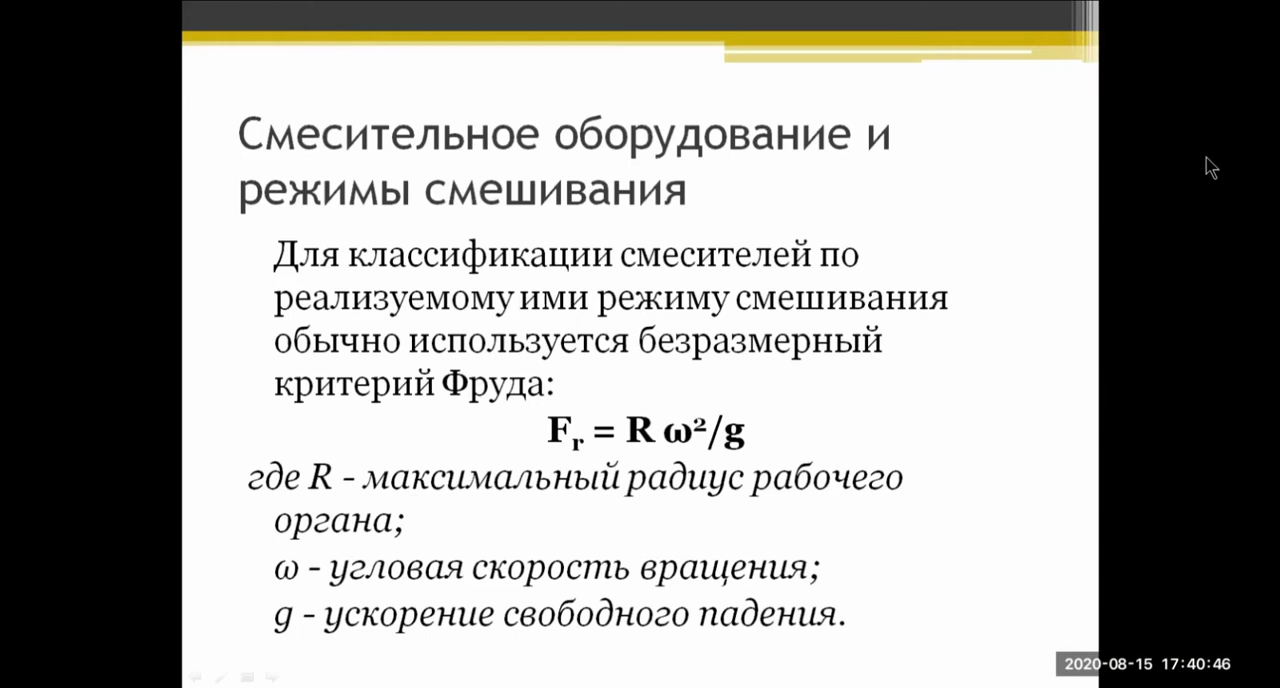 Смесительное оборудование и
режимы смешивания
Для классификации смесителей по
реализуемому ими режиму смешивания
обычно используется безразмерный
критерий Фруда:
Fr = R ω²/g
где R - максимальный радиус рабочего
органа;
ω - угловая скорость вращения;
g - ускорение свободного падения.
2020-08-15 17:40:46